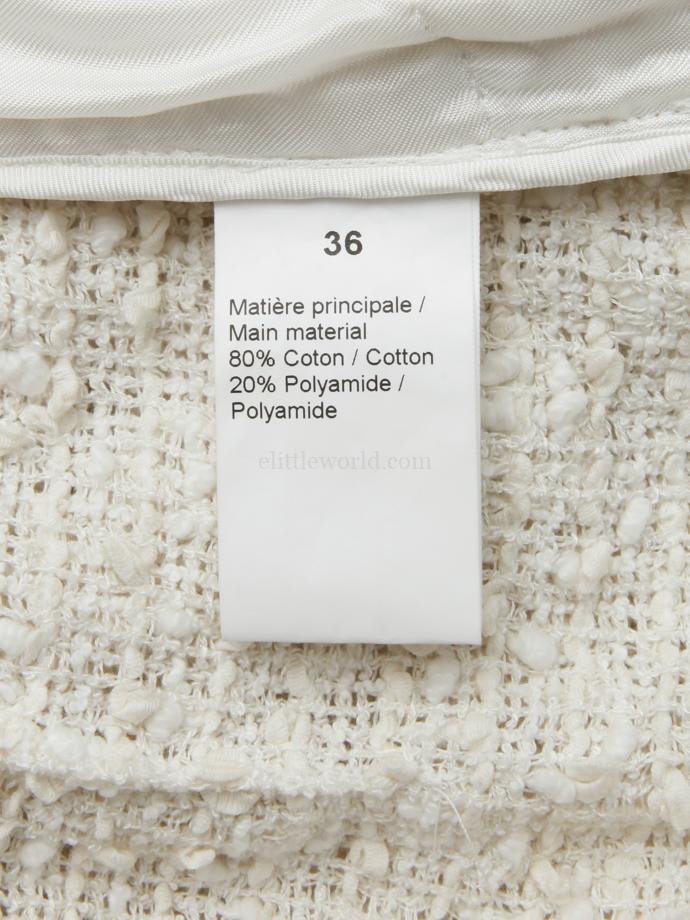 36
Matière principale /
Main material
80% Coton / Cotton
20% Polyamide /
Polyamide
elittleworld.com